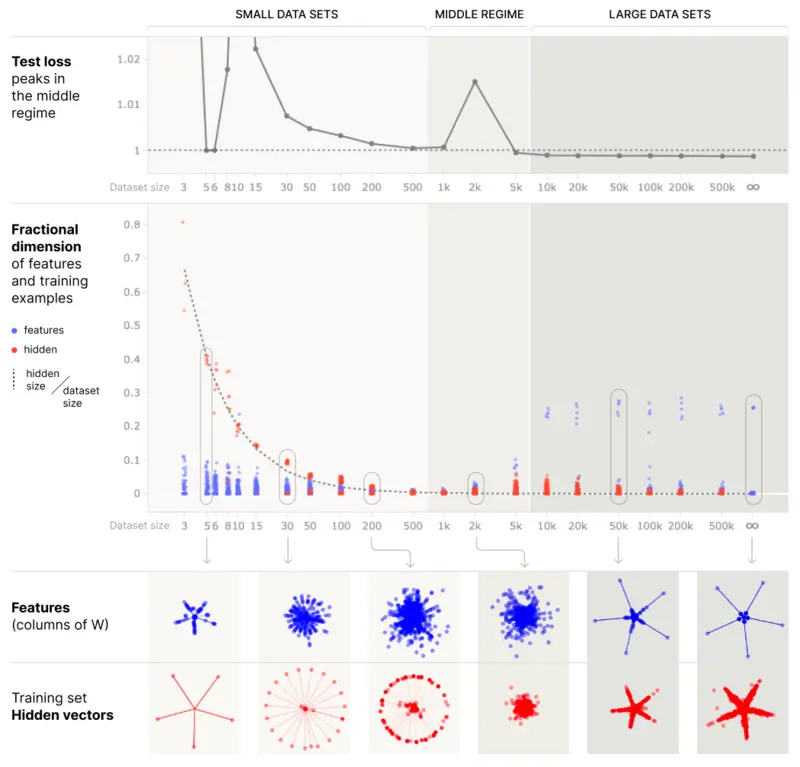 SMALL DATA SETS MIDDLE REGIME LARGE DATA SETS
Test loss
peaks in
the middle
regime
1.02
1.01
1
Dataset size 3 5 6 8 10 15 30 50 100 200 500 1k 2k 5k 10k 20k 50k 100k 200k 500k ∞
Fractional
dimension
of features
and training
examples
features
hidden
hidden
size
dataset
size
0.8
0.7
0.6
0.5
0.4
0.3
0.2
0.1
0
Dataset size 3 5 6 8 10 15 30 50 100 200 500 1k 2k 5k 10k 20k 50k 100k 200k 500k ∞
Features
(columns of W)
Training set
Hidden vectors